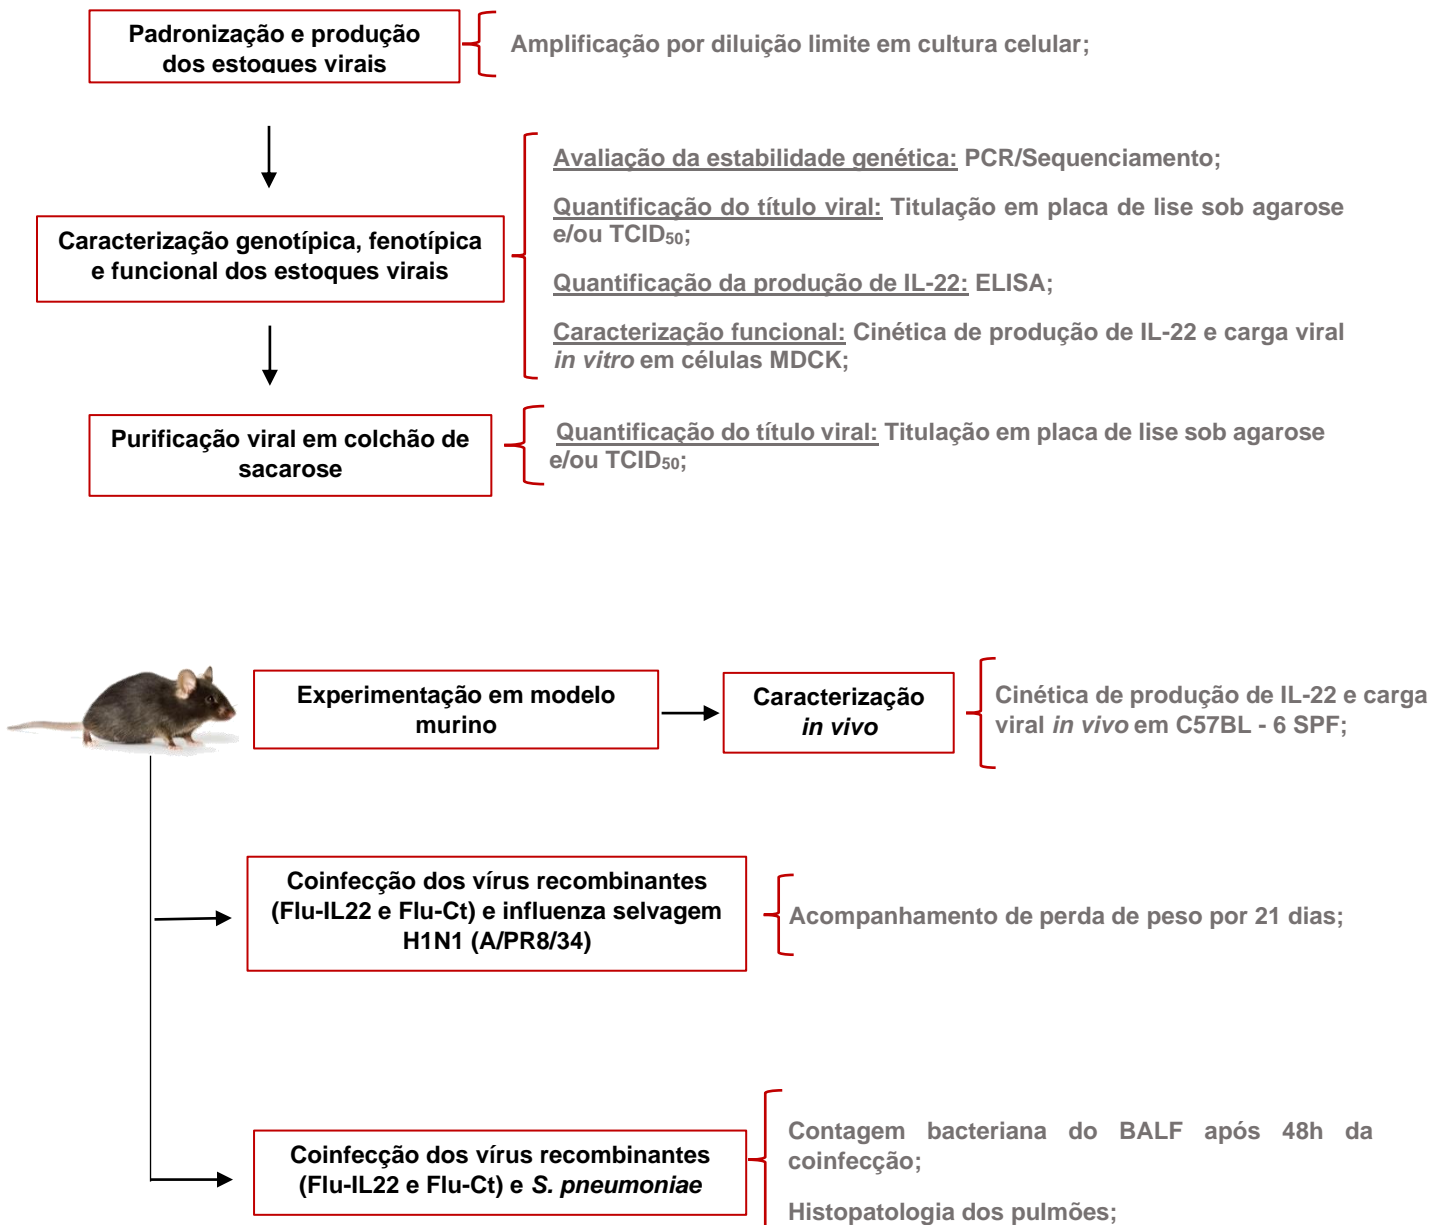 Padronização e produção
dos estoques virais
Amplificação por diluição limite em cultura celular;
Avaliação da estabilidade genética: PCR/Sequenciamento;
Quantificação do título viral: Titulação em placa de lise sob agarose
e/ou TCID50;
Caracterização genotípica, fenotípica
e funcional dos estoques virais
Quantificação da produção de IL-22: ELISA;
Caracterização funcional: Cinética de produção de IL-22 e carga viral
in vitro em células MDCK;
Purificação viral em colchão de
sacarose
Quantificação do título viral: Titulação em placa de lise sob agarose
e/ou TCID50;
Experimentação em modelo
murino
Caracterização
in vivo
Cinética de produção de IL-22 e carga
viral in vivo em C57BL - 6 SPF;
Coinfecção dos vírus recombinantes
(Flu-IL22 e Flu-Ct) e influenza selvagem
H1N1 (A/PR8/34)
Acompanhamento de perda de peso por 21 dias;
Coinfecção dos vírus recombinantes
(Flu-IL22 e Flu-Ct) e S. pneumoniae
Contagem bacteriana do BALF após 48h da
coinfecção;
Histopatologia dos pulmões;